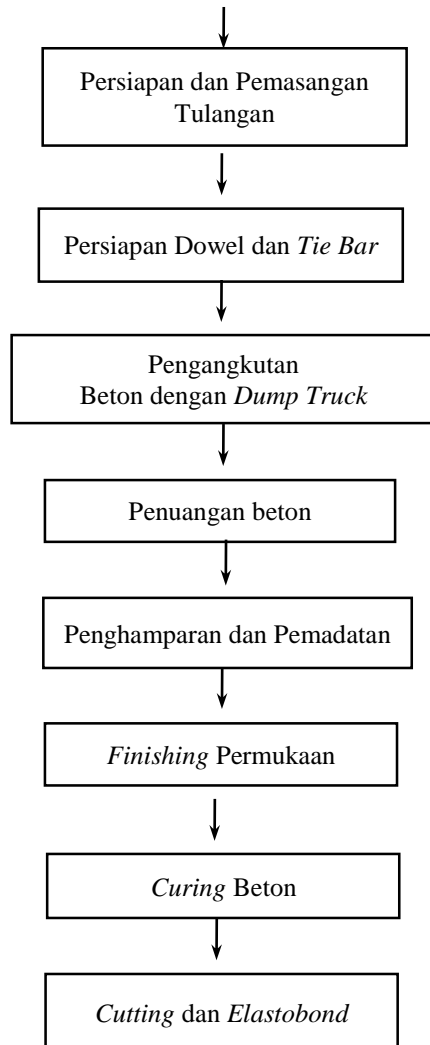 Persiapan dan Pemasangan
Tulangan
Persiapan Dowel dan Tie Bar
Pengangkutan
Beton dengan Dump Truck
Penuangan beton
Penghamparan dan Pemadatan
Finishing Permukaan
Curing Beton
Cutting dan Elastobond